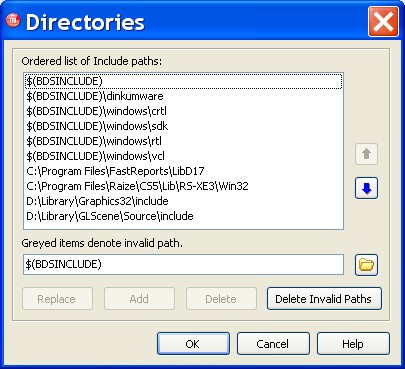 Directories
Ordered list of Include paths:
$(BDSINCLUDE)
$(BDSINCLUDE)\dinkumware
$(BDSINCLUDE)\windows\crtl
$(BDSINCLUDE)\windows\sdk
$(BDSINCLUDE)\windows\rtl
$(BDSINCLUDE)\windows\vcl
C:\Program Files\FastReports\LibD17
C:\Program Files\Raize\CS5\Lib\RS-XE3\Win32
D:\Library\Graphics32\include
D:\Library\GLScene\Source\include
Greyed items denote invalid path.
$(BDSINCLUDE)
Replace Add Delete Delete Invalid Paths
OK Cancel Help